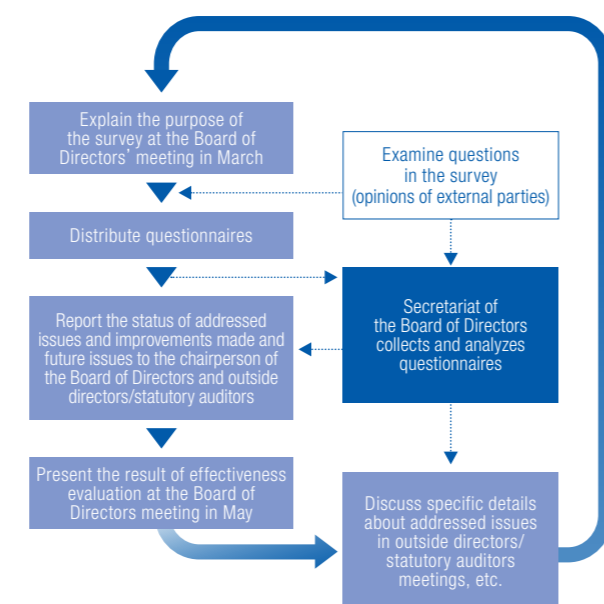 Explain the purpose of
the survey at the Board of
Directors’ meeting in March
Examine questions
in the survey
(opinions of external parties)
Distribute questionnaires
Secretariat of
the Board of Directors
collects and analyzes
questionnaires
Report the status of addressed
issues and improvements made and
future issues to the chairperson of
the Board of Directors and outside
directors/statutory auditors
Present the result of effectiveness
evaluation at the Board of
Directors meeting in May
Discuss specific details
about addressed issues
in outside directors/
statutory auditors
meetings, etc.